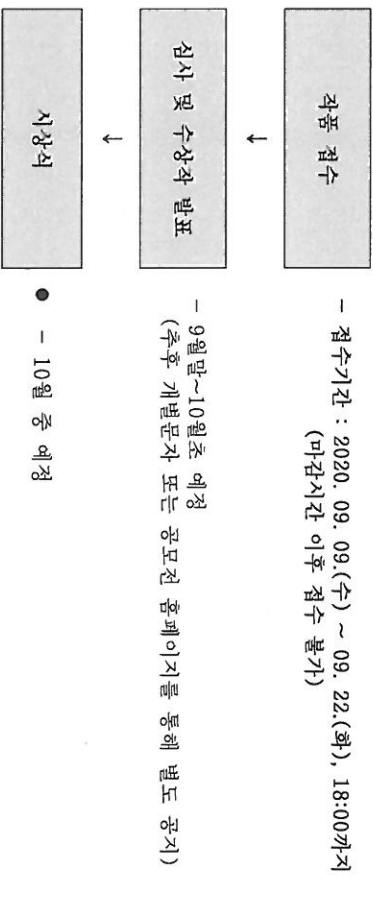 작품 접수
- 접수기간 : 2020. 09. 09.(수) ~ 09. 22.(화), 18:00까지
(마감시간 이후 접수 불가)
↓
심사 및 수상작 발표
- 9월말~10월초 예정
(추후 개별문자 또는 공모전 홈페이지를 통해 별도 공지)
↓
시상식
● - 10월 중 예정